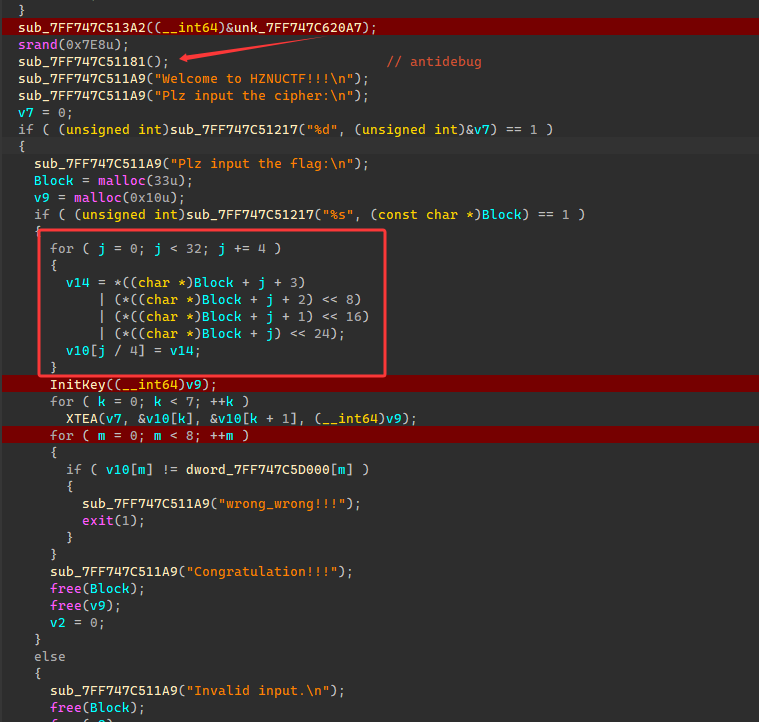 }
sub_7FF747C513A2((__int64)&unk_7FF747C620A7);
srand(0x7E8u);
sub_7FF747C51181(); // antidebug
sub_7FF747C511A9("Welcome to HZNUCTF!!!\n");
sub_7FF747C511A9("Plz input the cipher:\n");
v7 = 0;
if ( (unsigned int)sub_7FF747C51217("%d", (unsigned int)&v7) == 1 )
{
sub_7FF747C511A9("Plz input the flag:\n");
Block = malloc(33u);
v9 = malloc(0x10u);
if ( (unsigned int)sub_7FF747C51217("%s", (const char *)Block) == 1 )
{
for ( j = 0; j < 32; j += 4 )
{
v14 = *((char *)Block + j + 3)
| (*((char *)Block + j + 2) << 8)
| (*((char *)Block + j + 1) << 16)
| (*((char *)Block + j) << 24);
v10[j / 4] = v14;
}
InitKey((__int64)v9);
for ( k = 0; k < 7; ++k )
XTEA(v7, &v10[k], &v10[k + 1], (__int64)v9);
for ( m = 0; m < 8; ++m )
{
if ( v10[m] != dword_7FF747C5D000[m] )
{
sub_7FF747C511A9("wrong_wrong!!!");
exit(1);
}
}
sub_7FF747C511A9("Congratulation!!!");
free(Block);
free(v9);
v2 = 0;
}
else
{
sub_7FF747C511A9("Invalid input.\n");
free(Block);